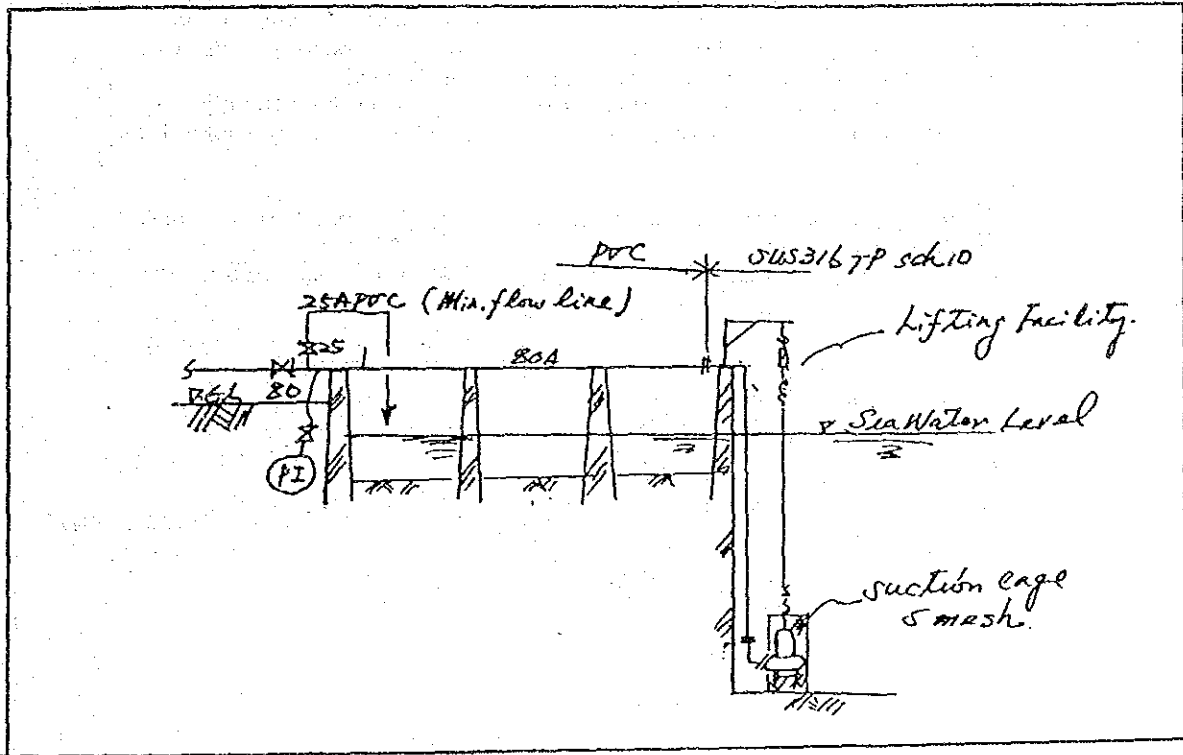 PVC
SUS316 TP sch10
25A PVC (Min. flow line)
Lifting Facility.
25
80A
80
▽G.L
▽ Sea Water Level
PI
suction cage
5 mesh.